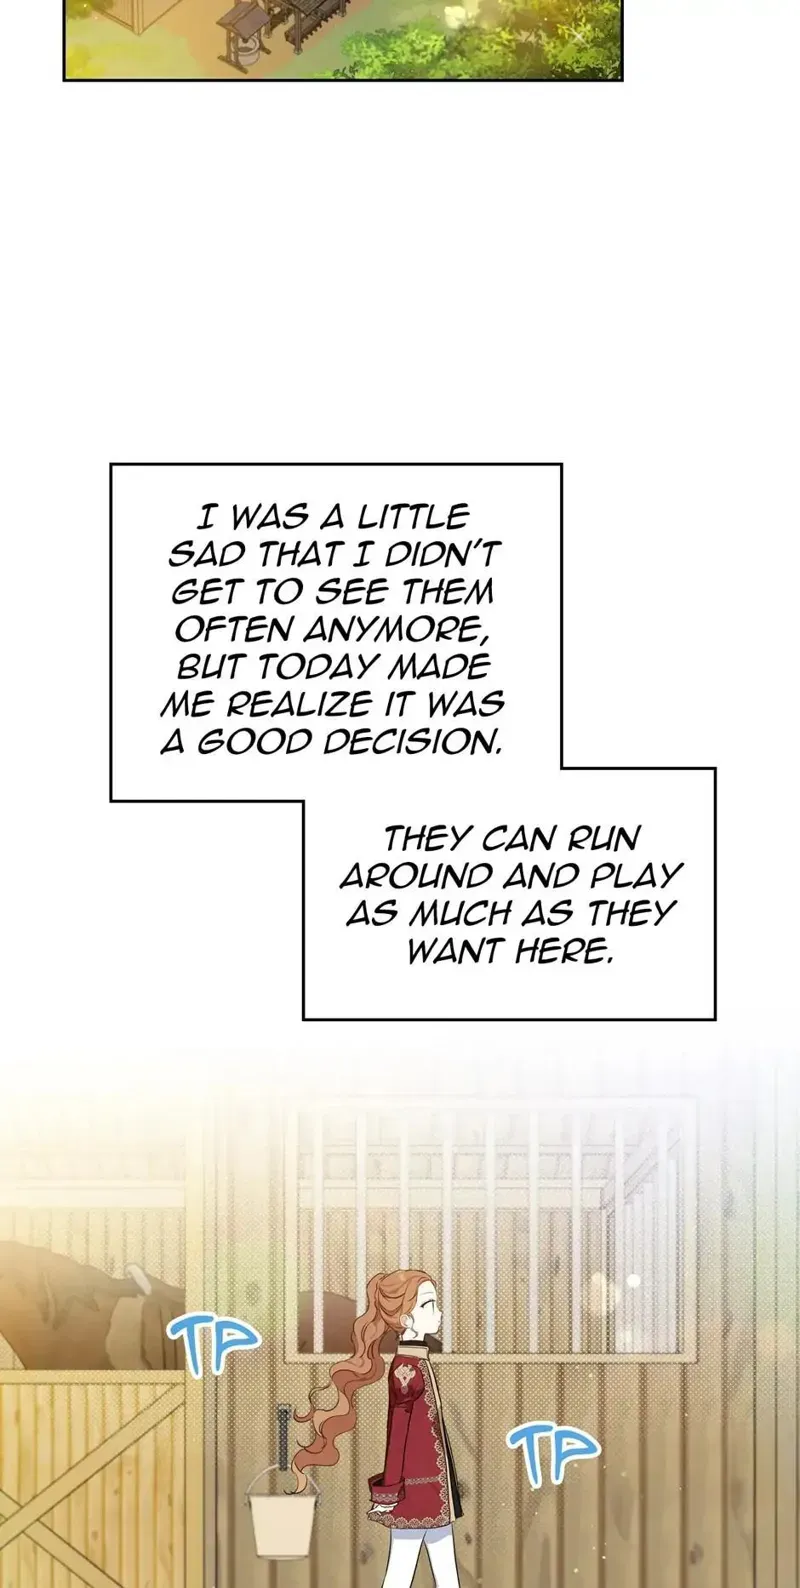 I WAS A LITTLE
SAD THAT I DIDN'T
GET TO SEE THEM
OFTEN ANYMORE,
BUT TODAY MADE
ME REALIZE IT WAS
A GOOD DECISION.
THEY CAN RUN
AROUND AND PLAY
AS MUCH AS THEY
WANT HERE.
TP
TP